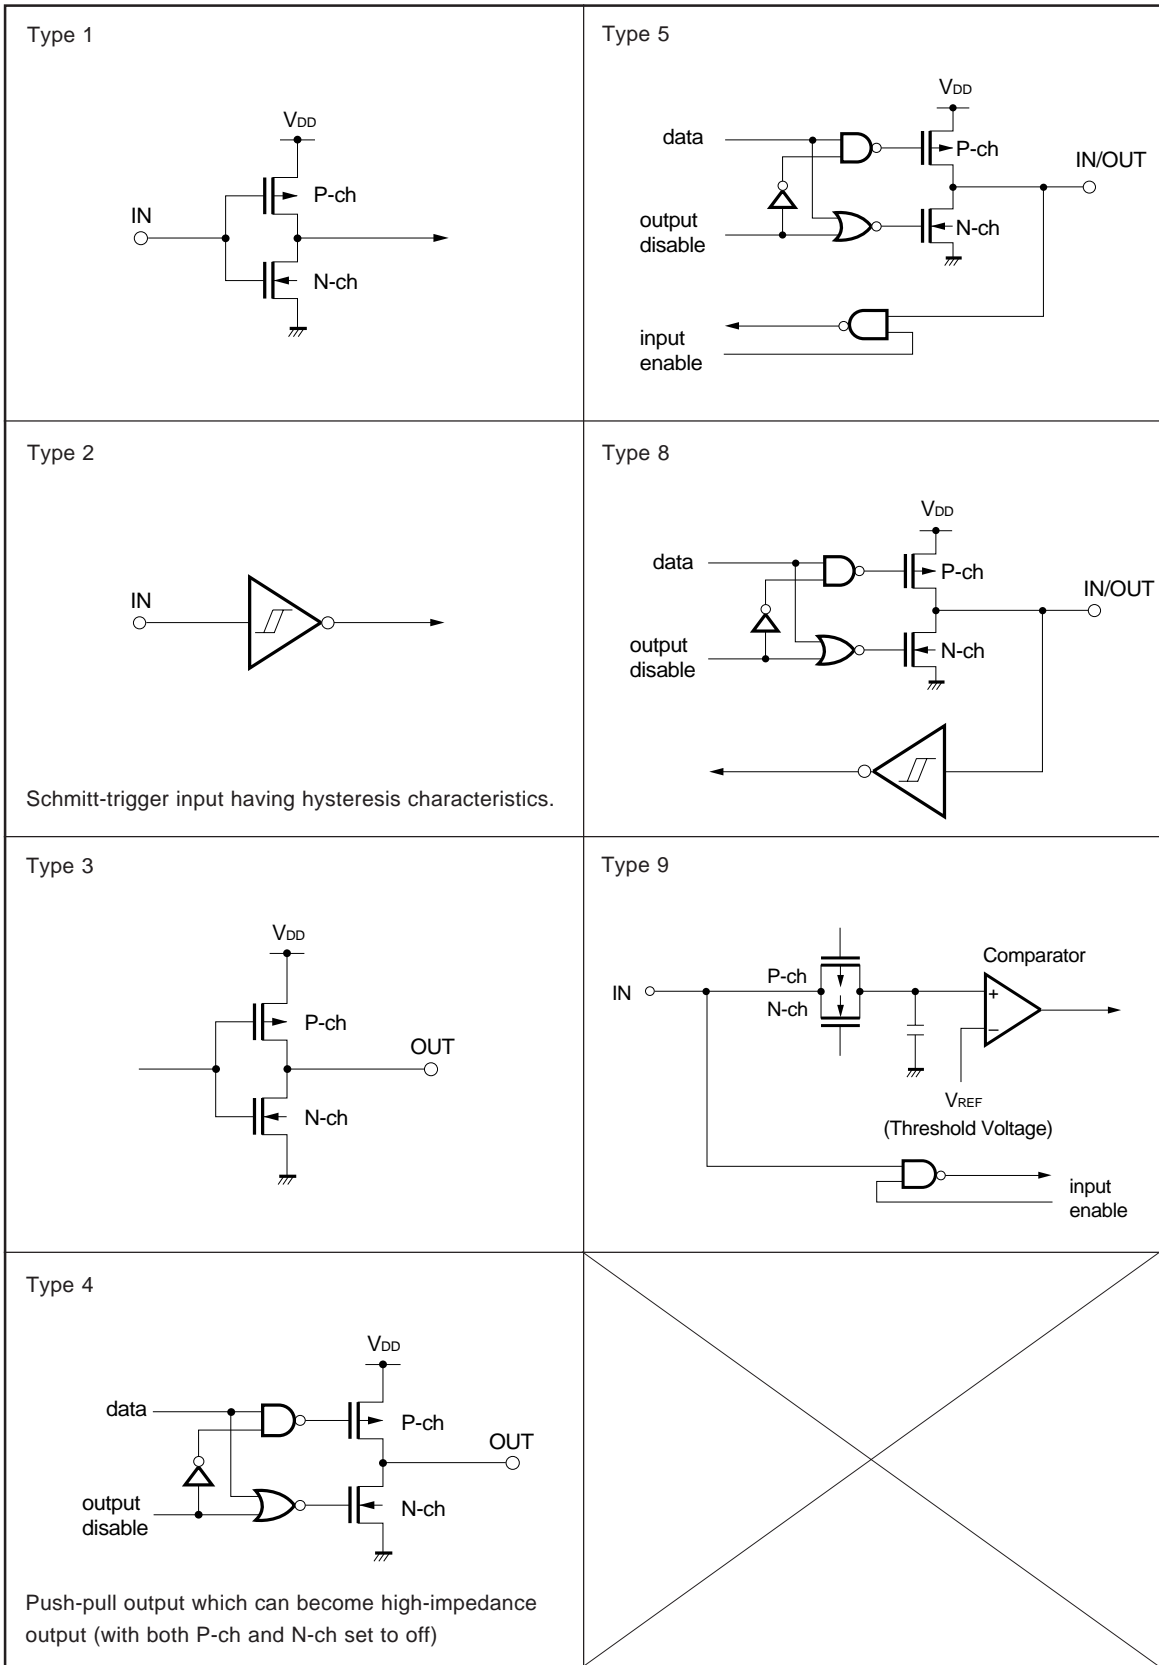 Type 1
VDD
P-ch
IN
N-ch
Type 5
VDD
data
P-ch
IN/OUT
output
disable
N-ch
input
enable
Type 2
IN
Schmitt-trigger input having hysteresis characteristics.
Type 8
VDD
data
P-ch
IN/OUT
output
disable
N-ch
Type 3
VDD
P-ch
OUT
N-ch
Type 9
Comparator
P-ch
IN
N-ch
+
−
VREF
(Threshold Voltage)
input
enable
Type 4
VDD
data
P-ch
OUT
output
disable
N-ch
Push-pull output which can become high-impedance
output (with both P-ch and N-ch set to off)